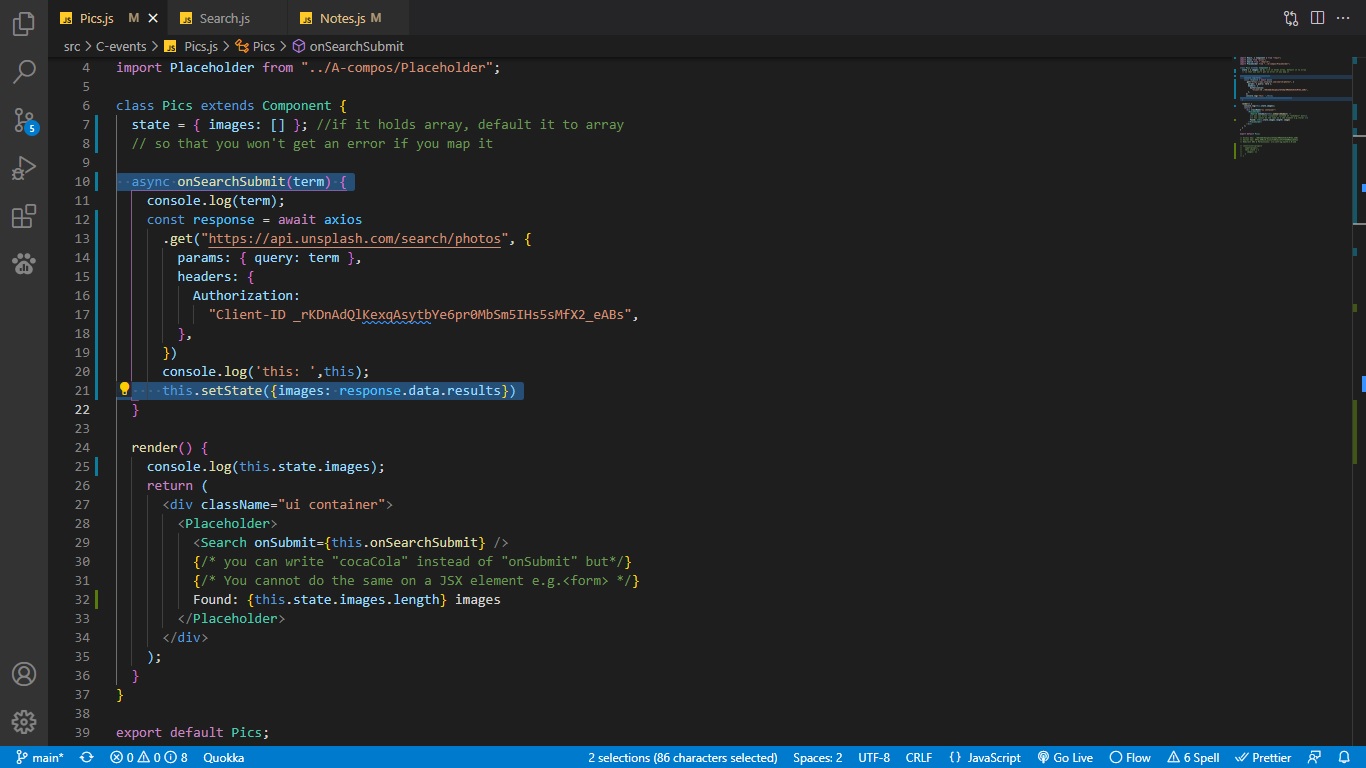 Pics.js M
Search.js
Notes.js M
src > C-events > Pics.js > Pics > onSearchSubmit
4 import Placeholder from "../A-compos/Placeholder";
5
6 class Pics extends Component {
7 state = { images: [] }; //if it holds array, default it to array
8 // so that you won't get an error if you map it
9
10 async onSearchSubmit(term) {
11 console.log(term);
12 const response = await axios
13 .get("https://api.unsplash.com/search/photos", {
14 params: { query: term },
15 headers: {
16 Authorization:
17 "Client-ID _rKDnAdQlKexqAsytbYe6pr0MbSm5IHs5sMfX2_eABs",
18 },
19 })
20 console.log('this: ',this);
21 this.setState({images: response.data.results})
22 }
23
24 render() {
25 console.log(this.state.images);
26 return (
27 <div className="ui container">
28 <Placeholder>
29 <Search onSubmit={this.onSearchSubmit} />
30 {/* you can write "cocaCola" instead of "onSubmit" but*/}
31 {/* You cannot do the same on a JSX element e.g.<form> */}
32 Found: {this.state.images.length} images
33 </Placeholder>
34 </div>
35 );
36 }
37 }
38
39 export default Pics;
5
main* 0 0 8 Quokka 2 selections (86 characters selected) Spaces: 2 UTF-8 CRLF {} JavaScript Go Live Flow 6 Spell Prettier